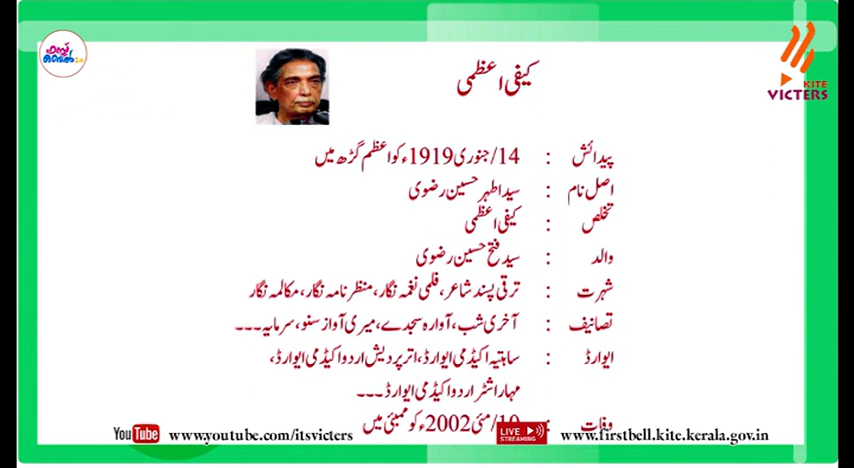 ഫസ്റ്റ്
ബെൽ 2.0
KITE
VICTERS
کیفی اعظمی
پیدائش : 14/جنوری 1919ء کو اعظم گڑھ میں
اصل نام : سید اطہر حسین رضوی
تخلص : کیفی اعظمی
والد : سید فتح حسین رضوی
شہرت : ترقی پسند شاعر، فلمی نغمہ نگار، منظر نامہ نگار، مکالمہ نگار
تصانیف : آخری شب، آوارہ سجدے، میری آواز سنو، سرمایہ۔۔۔
ایوارڈ : ساہتیہ اکیڈمی ایوارڈ، اتر پردیش اردو اکیڈمی ایوارڈ،
مہاراشٹر اردو اکیڈمی ایوارڈ۔۔۔
وفات : 10/مئی 2002ء کو ممبئی میں
YouTube www.youtube.com/itsvicters LIVE STREAMING www.firstbell.kite.kerala.gov.in